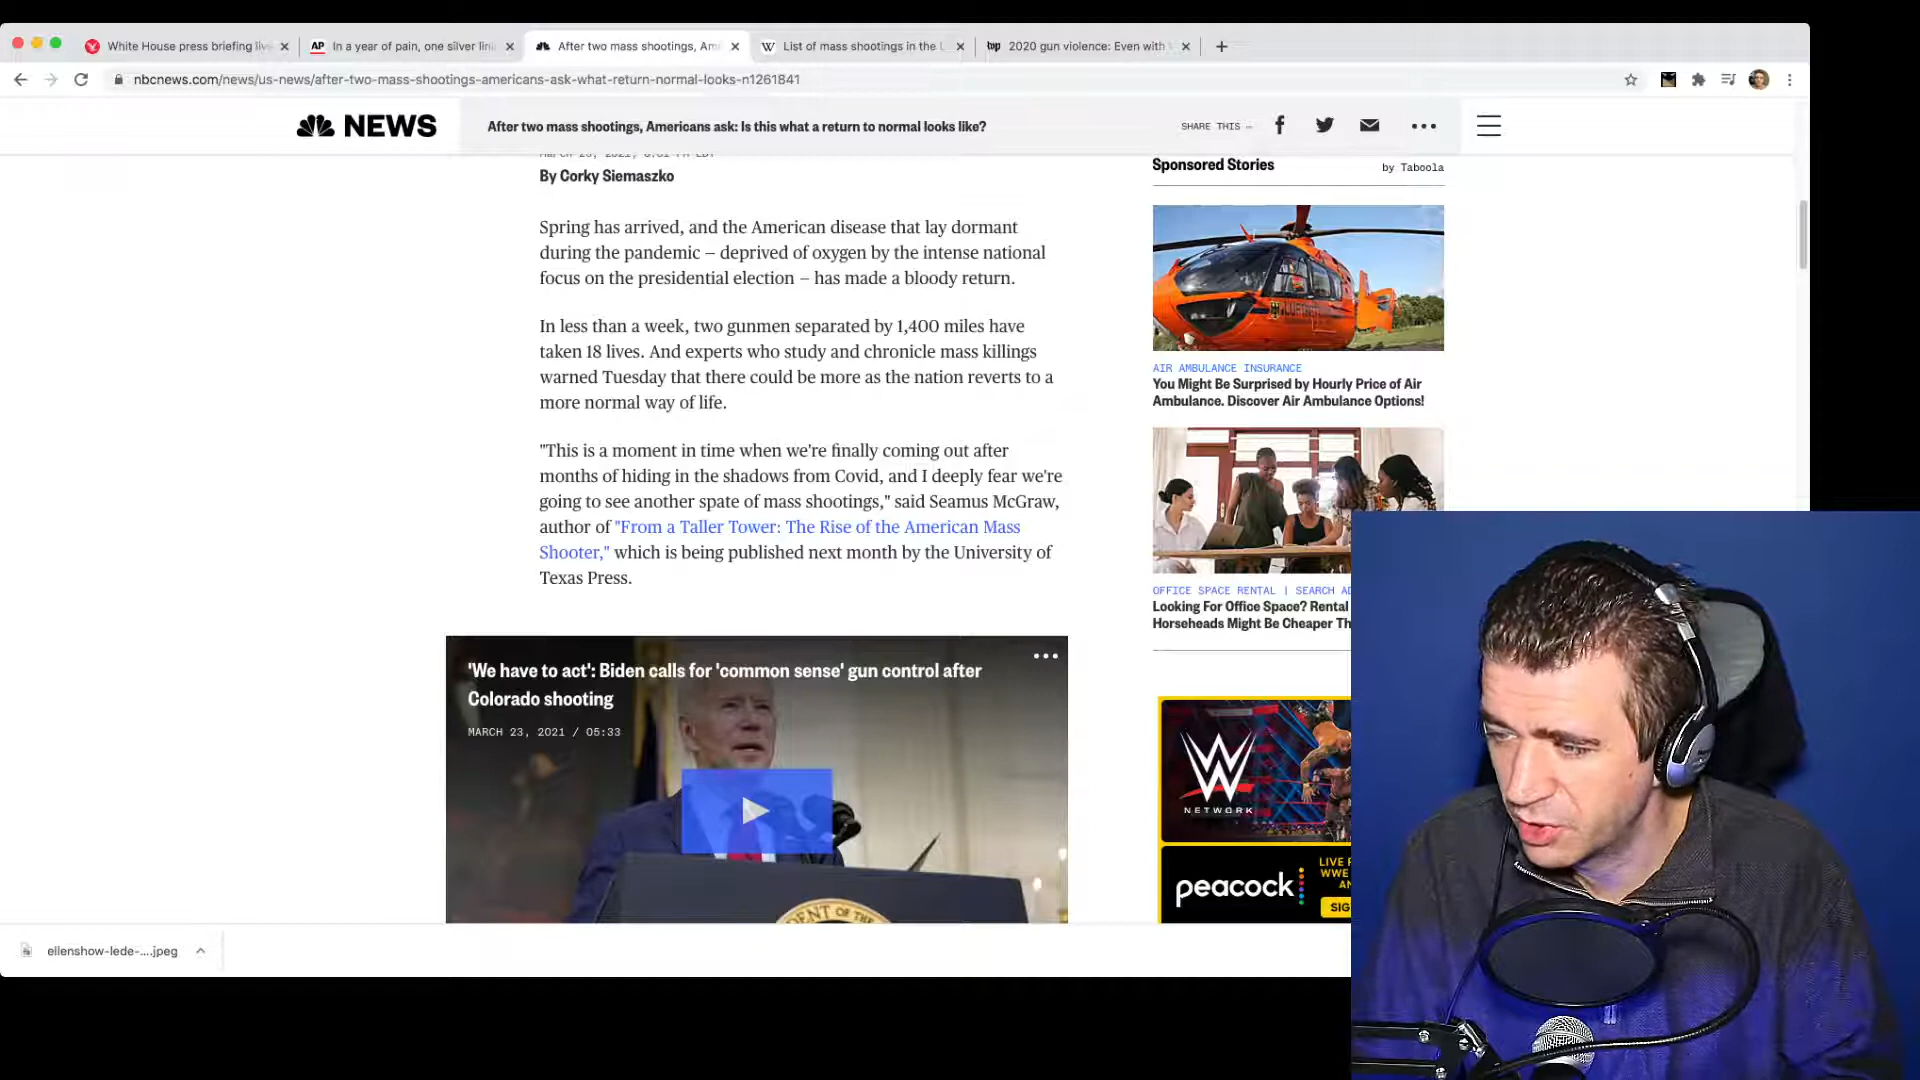 White House press briefing live
AP In a year of pain, one silver lini
After two mass shootings, Am
W List of mass shootings in the U
wp 2020 gun violence: Even with
nbcnews.com/news/us-news/after-two-mass-shootings-americans-ask-what-return-normal-looks-n1261841
NEWS
After two mass shootings, Americans ask: Is this what a return to normal looks like?
SHARE THIS —
By Corky Siemaszko
Spring has arrived, and the American disease that lay dormant
during the pandemic — deprived of oxygen by the intense national
focus on the presidential election — has made a bloody return.
In less than a week, two gunmen separated by 1,400 miles have
taken 18 lives. And experts who study and chronicle mass killings
warned Tuesday that there could be more as the nation reverts to a
more normal way of life.
"This is a moment in time when we're finally coming out after
months of hiding in the shadows from Covid, and I deeply fear we're
going to see another spate of mass shootings," said Seamus McGraw,
author of "From a Taller Tower: The Rise of the American Mass
Shooter," which is being published next month by the University of
Texas Press.
'We have to act': Biden calls for 'common sense' gun control after
Colorado shooting
MARCH 23, 2021 / 05:33
Sponsored Stories
by Taboola
AIR AMBULANCE INSURANCE
You Might Be Surprised by Hourly Price of Air
Ambulance. Discover Air Ambulance Options!
OFFICE SPACE RENTAL | SEARCH AD
Looking For Office Space? Rental
Horseheads Might Be Cheaper Th
W
NETWORK
peacock
LIVE
WWE
AN
SIG
DENT OF THE
ellenshow-lede-....jpeg